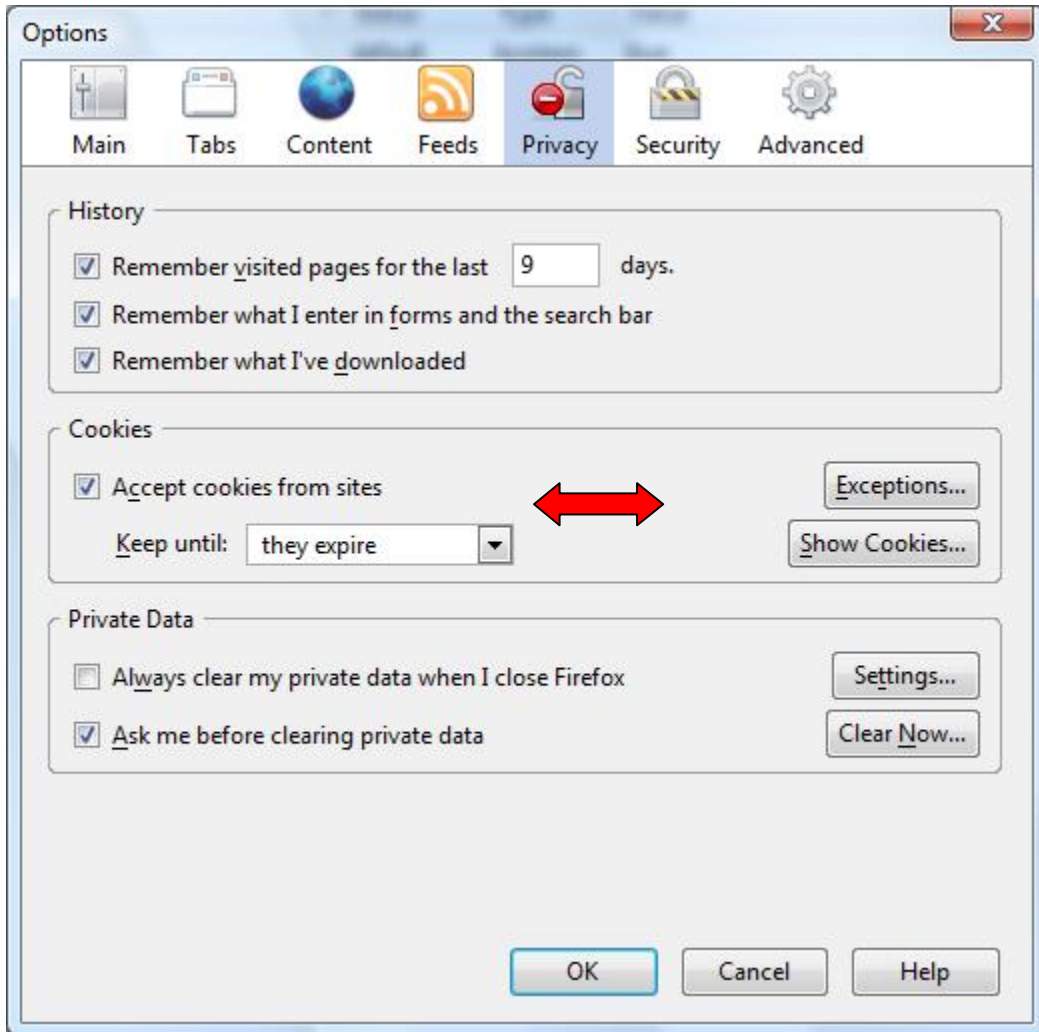 Options
Main Tabs Content Feeds Privacy Security Advanced
History
Remember visited pages for the last 9 days.
Remember what I enter in forms and the search bar
Remember what I've downloaded
Cookies
Accept cookies from sites Exceptions...
Keep until: they expire Show Cookies...
Private Data
Always clear my private data when I close Firefox Settings...
Ask me before clearing private data Clear Now...
OK Cancel Help